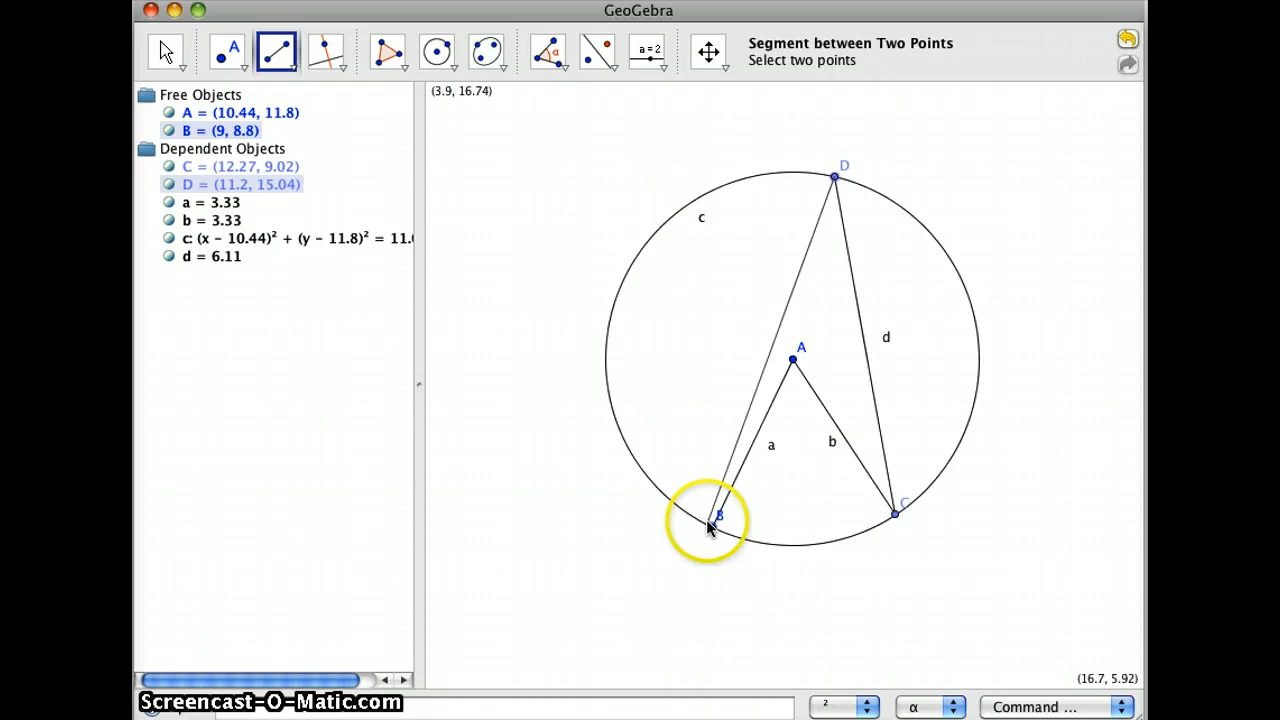 GeoGebra
A
a = 2
α
Segment between Two Points
Select two points
Free Objects
A = (10.44, 11.8)
B = (9, 8.8)
Dependent Objects
C = (12.27, 9.02)
D = (11.2, 15.04)
a = 3.33
b = 3.33
c: (x − 10.44)² + (y − 11.8)² = 11.
d = 6.11
(3.9, 16.74)
D
c
A
d
a
b
B
C
(16.7, 5.92)
Screencast-O-Matic.com
²
α
Command ...